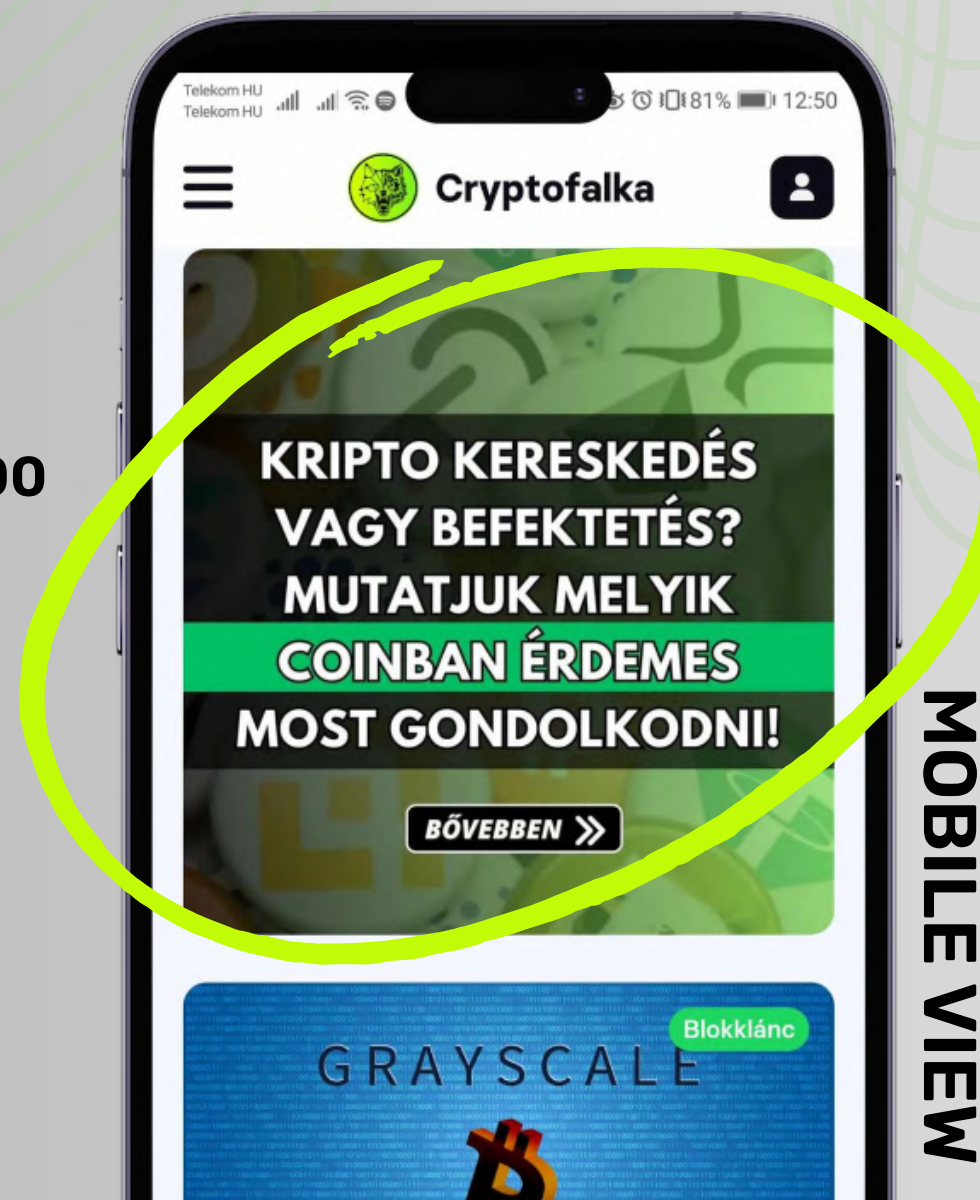 Telekom HU
Telekom HU
81% 12:50
Cryptofalka
KRIPTO KERESKEDÉS
VAGY BEFEKTETÉS?
MUTATJUK MELYIK
COINBAN ÉRDEMES
MOST GONDOLKODNI!
BŐVEBBEN
Blokklánc
GRAYSCALE
MOBILE VIEW